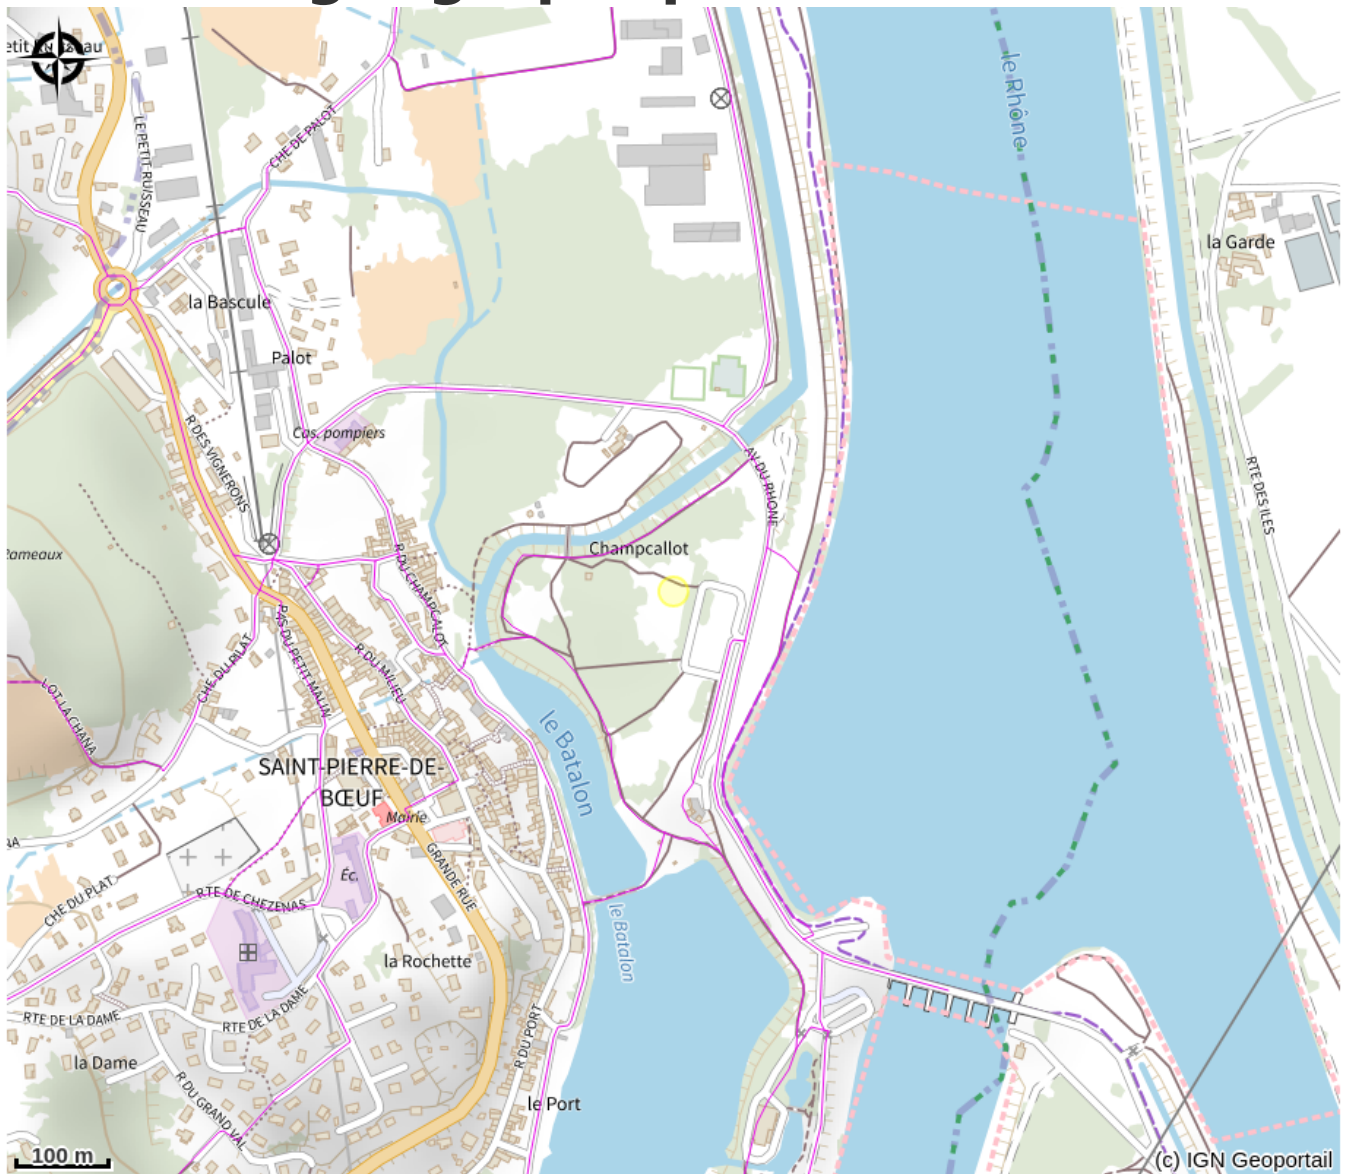 le Rhône
LE PETIT RUISSEAU
CHE DE PALOT
la Garde
la Bascule
Palot
R DES VIGNERONS
Cas. pompiers
AV DU RHONE
RTE DES ILES
Champcallot
R DU CHAMPCALOT
PAS DU PETIT MALIN
R DU MILIEU
CHE DU PILAT
LOT LA CHANA
le Batalon
SAINT-PIERRE-DE-
BŒUF
Mairie
GRANDE RUE
Éc.
CHE DU PLAT
RTE DE CHEZENAS
le Batalon
la Rochette
RTE DE LA DAME
RTE DE LA DAME
la Dame
R DU PORT
R DU GRAND VAL
le Port
100 m
(c) IGN Geoportail